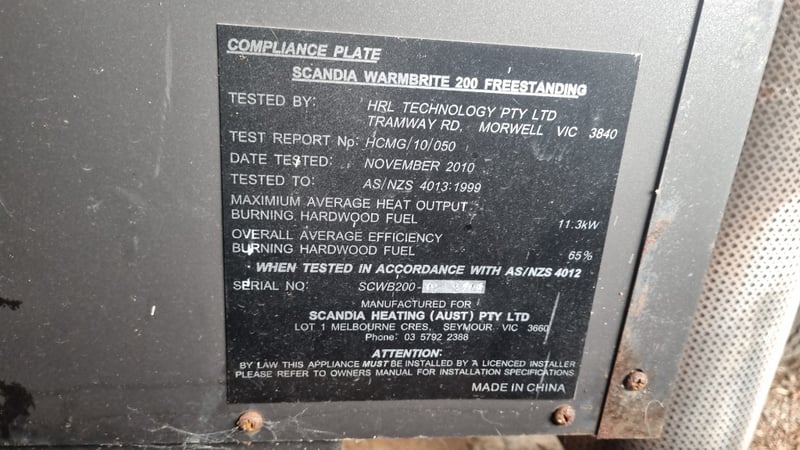 COMPLIANCE PLATE
SCANDIA WARMBRITE 200 FREESTANDING
TESTED BY: HRL TECHNOLOGY PTY LTD
TRAMWAY RD, MORWELL VIC 3840
TEST REPORT No: HCMG/10/050
DATE TESTED: NOVEMBER 2010
TESTED TO: AS/NZS 4013:1999
MAXIMIUM AVERAGE HEAT OUTPUT
BURNING HARDWOOD FUEL 11.3kW
OVERALL AVERAGE EFFICIENCY
BURNING HARDWOOD FUEL 65%
WHEN TESTED IN ACCORDANCE WITH AS/NZS 4012
SERIAL NO: SCWB200-
MANUFACTURED FOR
SCANDIA HEATING (AUST) PTY LTD
LOT 1 MELBOURNE CRES, SEYMOUR VIC 3660
Phone: 03 5792 2388
ATTENTION:
BY LAW THIS APPLIANCE MUST BE INSTALLED BY A LICENCED INSTALLER
PLEASE REFER TO OWNERS MANUAL FOR INSTALLATION SPECIFICATIONS
MADE IN CHINA